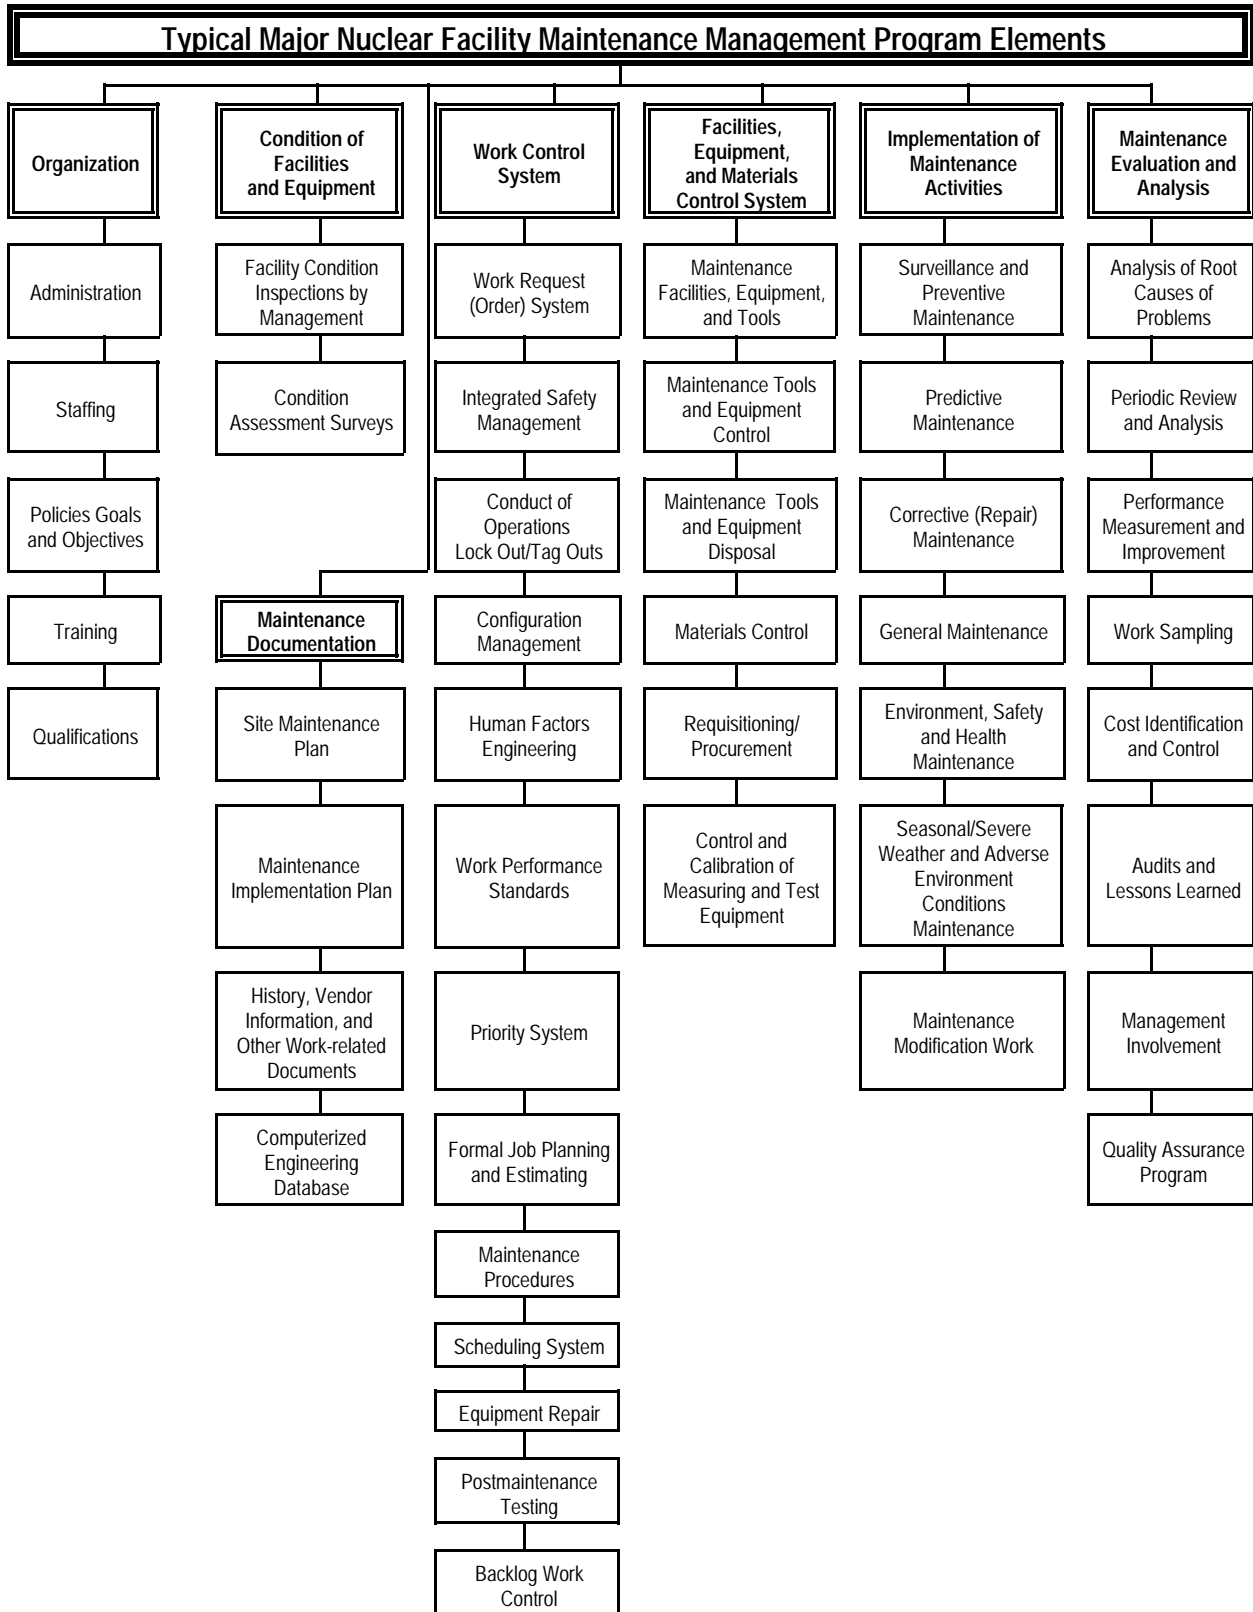 Typical Major Nuclear Facility Maintenance Management Program Elements
Organization
Administration
Staffing
Policies Goals
and Objectives
Training
Qualifications
Condition of
Facilities
and Equipment
Facility Condition
Inspections by
Management
Condition
Assessment Surveys
Maintenance
Documentation
Site Maintenance
Plan
Maintenance
Implementation Plan
History, Vendor
Information, and
Other Work-related
Documents
Computerized
Engineering
Database
Work Control
System
Work Request
(Order) System
Integrated Safety
Management
Conduct of
Operations
Lock Out/Tag Outs
Configuration
Management
Human Factors
Engineering
Work Performance
Standards
Priority System
Formal Job Planning
and Estimating
Maintenance
Procedures
Scheduling System
Equipment Repair
Postmaintenance
Testing
Backlog Work
Control
Facilities,
Equipment,
and Materials
Control System
Maintenance
Facilities, Equipment,
and Tools
Maintenance Tools
and Equipment
Control
Maintenance Tools
and Equipment
Disposal
Materials Control
Requisitioning/
Procurement
Control and
Calibration of
Measuring and Test
Equipment
Implementation of
Maintenance
Activities
Surveillance and
Preventive
Maintenance
Predictive
Maintenance
Corrective (Repair)
Maintenance
General Maintenance
Environment, Safety
and Health
Maintenance
Seasonal/Severe
Weather and Adverse
Environment
Conditions
Maintenance
Maintenance
Modification Work
Maintenance
Evaluation and
Analysis
Analysis of Root
Causes of
Problems
Periodic Review
and Analysis
Performance
Measurement and
Improvement
Work Sampling
Cost Identification
and Control
Audits and
Lessons Learned
Management
Involvement
Quality Assurance
Program